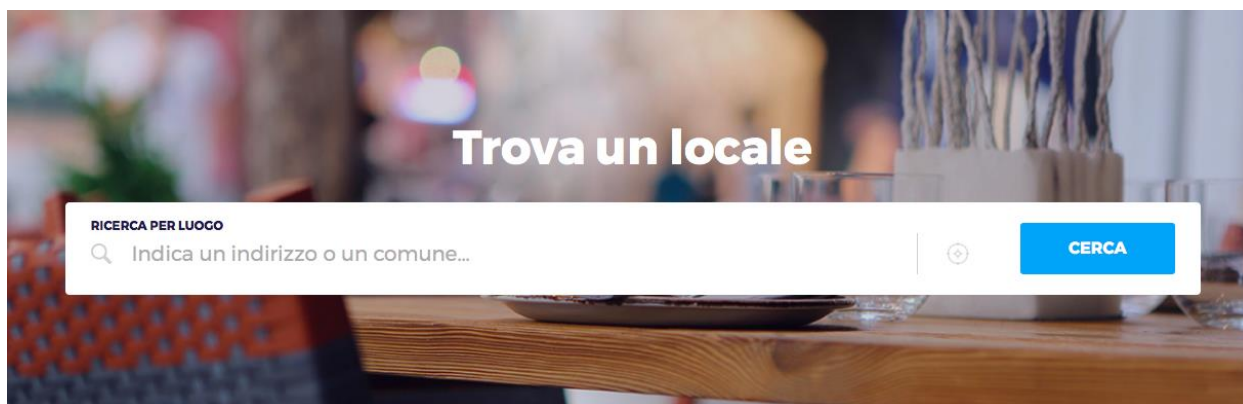 Trova un locale
RICERCA PER LUOGO
Indica un indirizzo o un comune...
CERCA